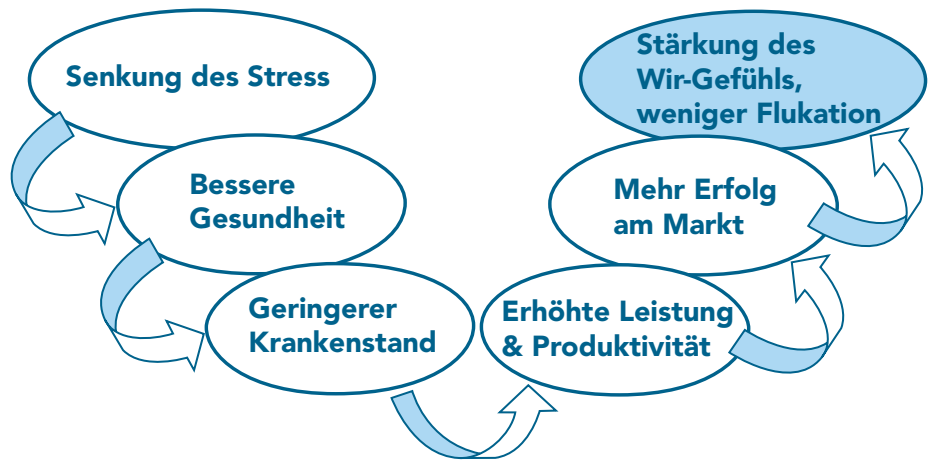 Senkung des Stress
Bessere
Gesundheit
Geringerer
Krankenstand
Erhöhte Leistung
& Produktivität
Mehr Erfolg
am Markt
Stärkung des
Wir-Gefühls,
weniger Flukation